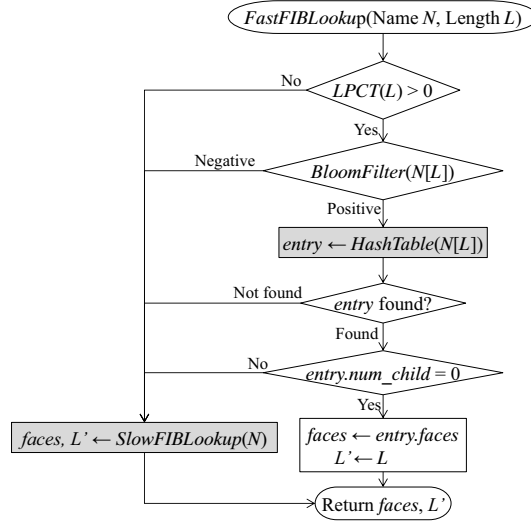 FastFIBLookup(Name N, Length L)
No
LPCT(L) > 0
Yes
Negative
BloomFilter(N[L])
Positive
entry ← HashTable(N[L])
Not found
entry found?
Found
No
entry.num_child = 0
Yes
faces, L’ ← SlowFIBLookup(N)
faces ← entry.faces
L’ ← L
Return faces, L’